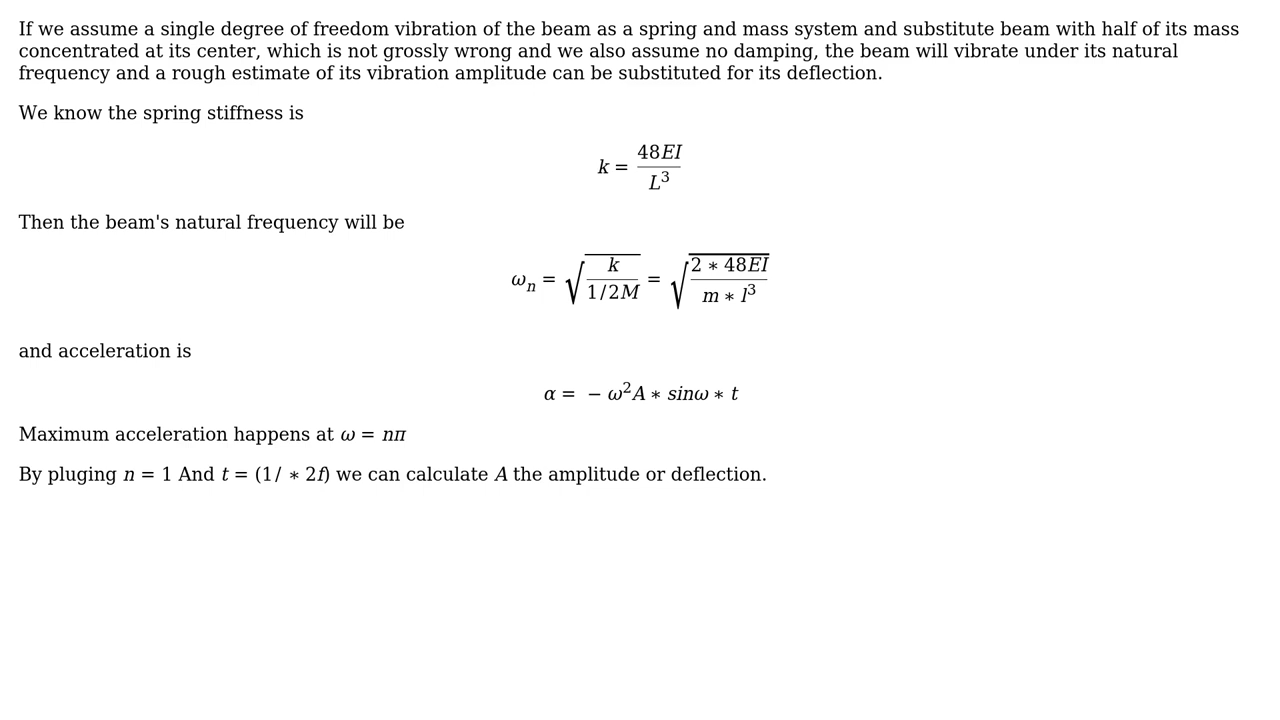 If we assume a single degree of freedom vibration of the beam as a spring and mass system and substitute beam with half of its mass
concentrated at its center, which is not grossly wrong and we also assume no damping, the beam will vibrate under its natural
frequency and a rough estimate of its vibration amplitude can be substituted for its deflection.
We know the spring stiffness is
k = \frac{48EI}{L^3}
Then the beam's natural frequency will be
ω_n = \sqrt{\frac{k}{1/2M}} = \sqrt{\frac{2 * 48EI}{m * l^3}}
and acceleration is
α = − ω^2A * sinω * t
Maximum acceleration happens at ω = nπ
By pluging n = 1 And t = (1/ * 2f) we can calculate A the amplitude or deflection.